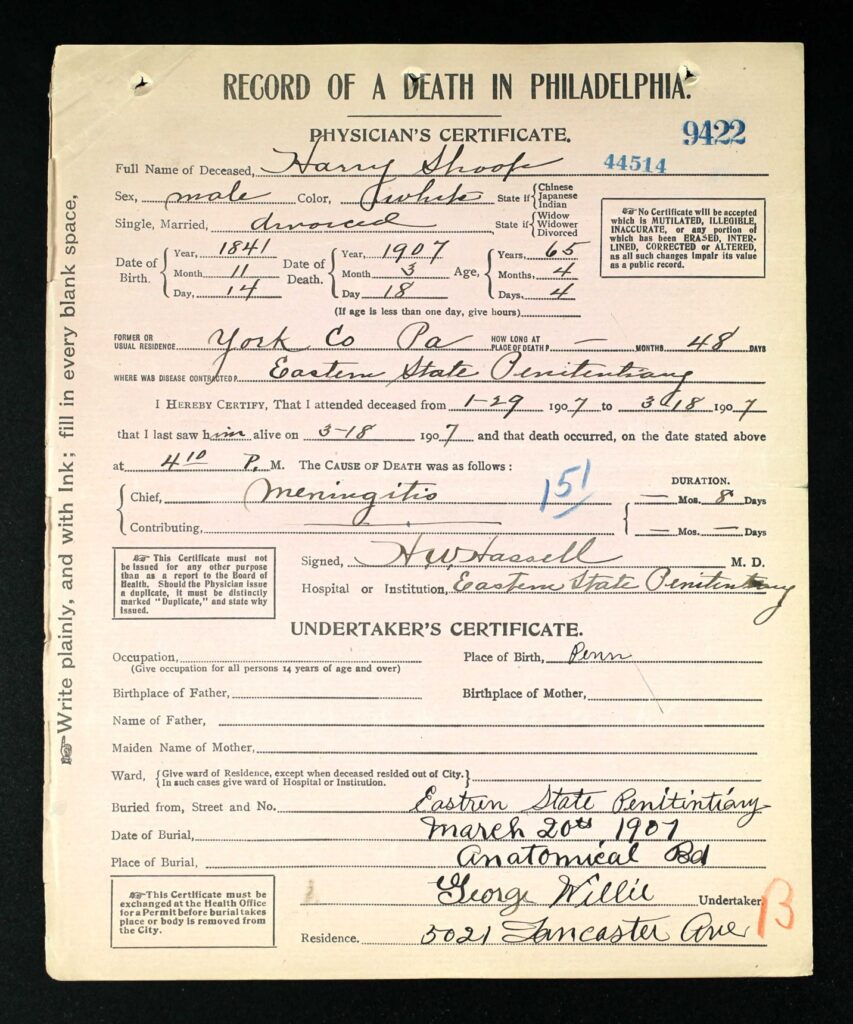 RECORD OF A DEATH IN PHILADELPHIA.
PHYSICIAN'S CERTIFICATE.
9422
44514
Full Name of Deceased, Harry Shoop
Sex, male Color, white State if { Chinese Japanese Indian
Single, Married, divorced State if { Widow Widower Divorced
☞ No Certificate will be accepted
which is MUTILATED, ILLEGIBLE,
INACCURATE, or any portion of
which has been ERASED, INTER-
LINED, CORRECTED or ALTERED,
as all such changes impair its value
as a public record.
Date of Birth. { Year, 1841 Month 11 Day, 14
Date of Death. { Year, 1907 Month 3 Day 18
Age, { Years, 65 Months, 4 Days, 4
(If age is less than one day, give hours)
FORMER OR USUAL RESIDENCE York Co Pa HOW LONG AT PLACE OF DEATH? — MONTHS 48 DAYS
WHERE WAS DISEASE CONTRACTED? Eastern State Penitentiary
I HEREBY CERTIFY, That I attended deceased from 1-29 1907 to 3-18 1907
that I last saw him alive on 3-18 1907 and that death occurred, on the date stated above
at 4 10 P. M. The CAUSE OF DEATH was as follows:
DURATION.
Chief, meningitis 151 — Mos. 8 Days
Contributing, — Mos. — Days
☞ This Certificate must not
be issued for any other purpose
than as a report to the Board of
Health. Should the Physician issue
a duplicate, it must be distinctly
marked "Duplicate," and state why
issued.
Signed, H W Hassell M. D.
Hospital or Institution, Eastern State Penitentiary
UNDERTAKER'S CERTIFICATE.
Occupation, Place of Birth, Penn
(Give occupation for all persons 14 years of age and over)
Birthplace of Father, Birthplace of Mother,
Name of Father,
Maiden Name of Mother,
Ward, { Give ward of Residence, except when deceased resided out of City. }
In such cases give ward of Hospital or Institution.
Buried from, Street and No. Eastren State Penitintiary
Date of Burial, March 20th 1907
Place of Burial, Anatomical Bd
☞ This Certificate must be
exchanged at the Health Office
for a Permit before burial takes
place or body is removed from
the City.
George Willie Undertaker.
B
Residence. 5021 Lancaster Ave
☞ Write plainly, and with Ink; fill in every blank space,